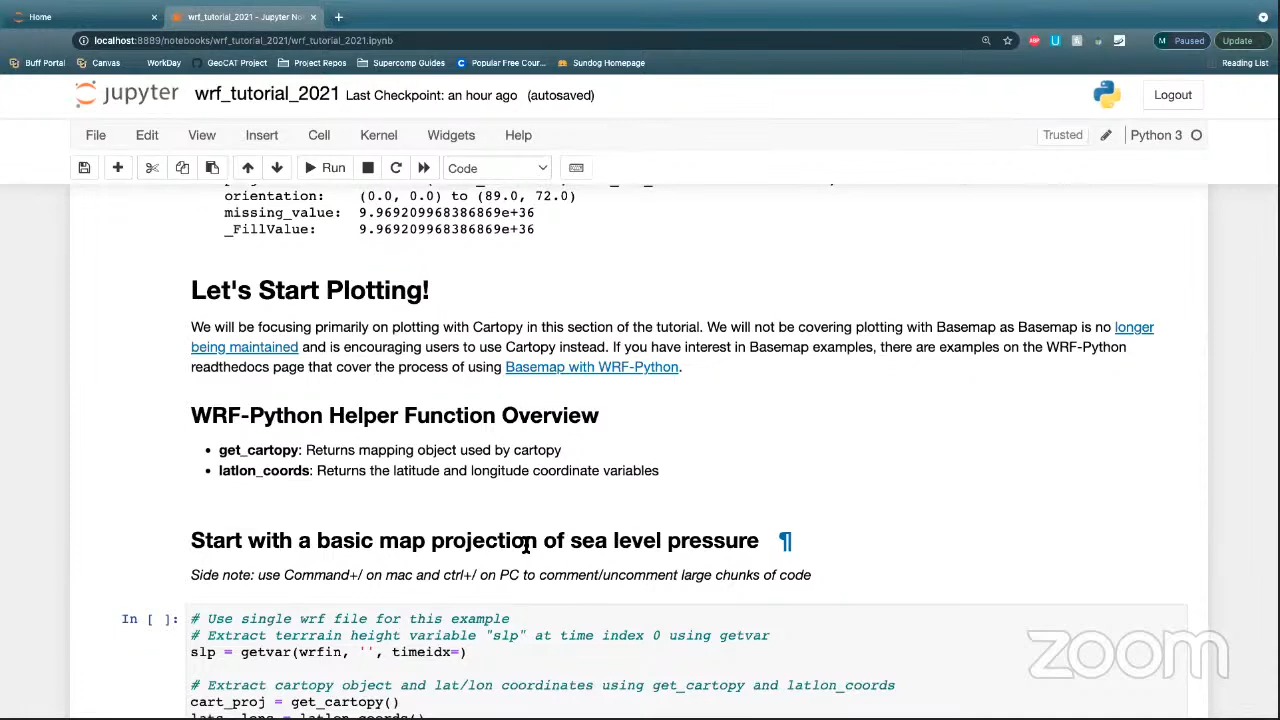 Home
wrf_tutorial_2021 - Jupyter No
localhost:8889/notebooks/wrf_tutorial_2021/wrf_tutorial_2021.ipynb
M Paused
Update
Buff Portal
Canvas
WorkDay
GeoCAT Project
Project Repos
Supercomp Guides
Popular Free Cour...
Sundog Homepage
Reading List
jupyter
wrf_tutorial_2021 Last Checkpoint: an hour ago (autosaved)
Logout
File Edit View Insert Cell Kernel Widgets Help
Trusted
Python 3
Run
Code
orientation: (0.0, 0.0) to (89.0, 72.0)
missing_value: 9.969209968386869e+36
_FillValue: 9.969209968386869e+36
Let's Start Plotting!
We will be focusing primarily on plotting with Cartopy in this section of the tutorial. We will not be covering plotting with Basemap as Basemap is no longer
being maintained and is encouraging users to use Cartopy instead. If you have interest in Basemap examples, there are examples on the WRF-Python
readthedocs page that cover the process of using Basemap with WRF-Python.
WRF-Python Helper Function Overview
• get_cartopy: Returns mapping object used by cartopy
• latlon_coords: Returns the latitude and longitude coordinate variables
Start with a basic map projection of sea level pressure ¶
Side note: use Command+/ on mac and ctrl+/ on PC to comment/uncomment large chunks of code
In [ ]:
# Use single wrf file for this example
# Extract terrrain height variable "slp" at time index 0 using getvar
slp = getvar(wrfin, '', timeidx=)
# Extract cartopy object and lat/lon coordinates using get_cartopy and latlon_coords
cart_proj = get_cartopy()
lats, lons = latlon_coords()
zoom